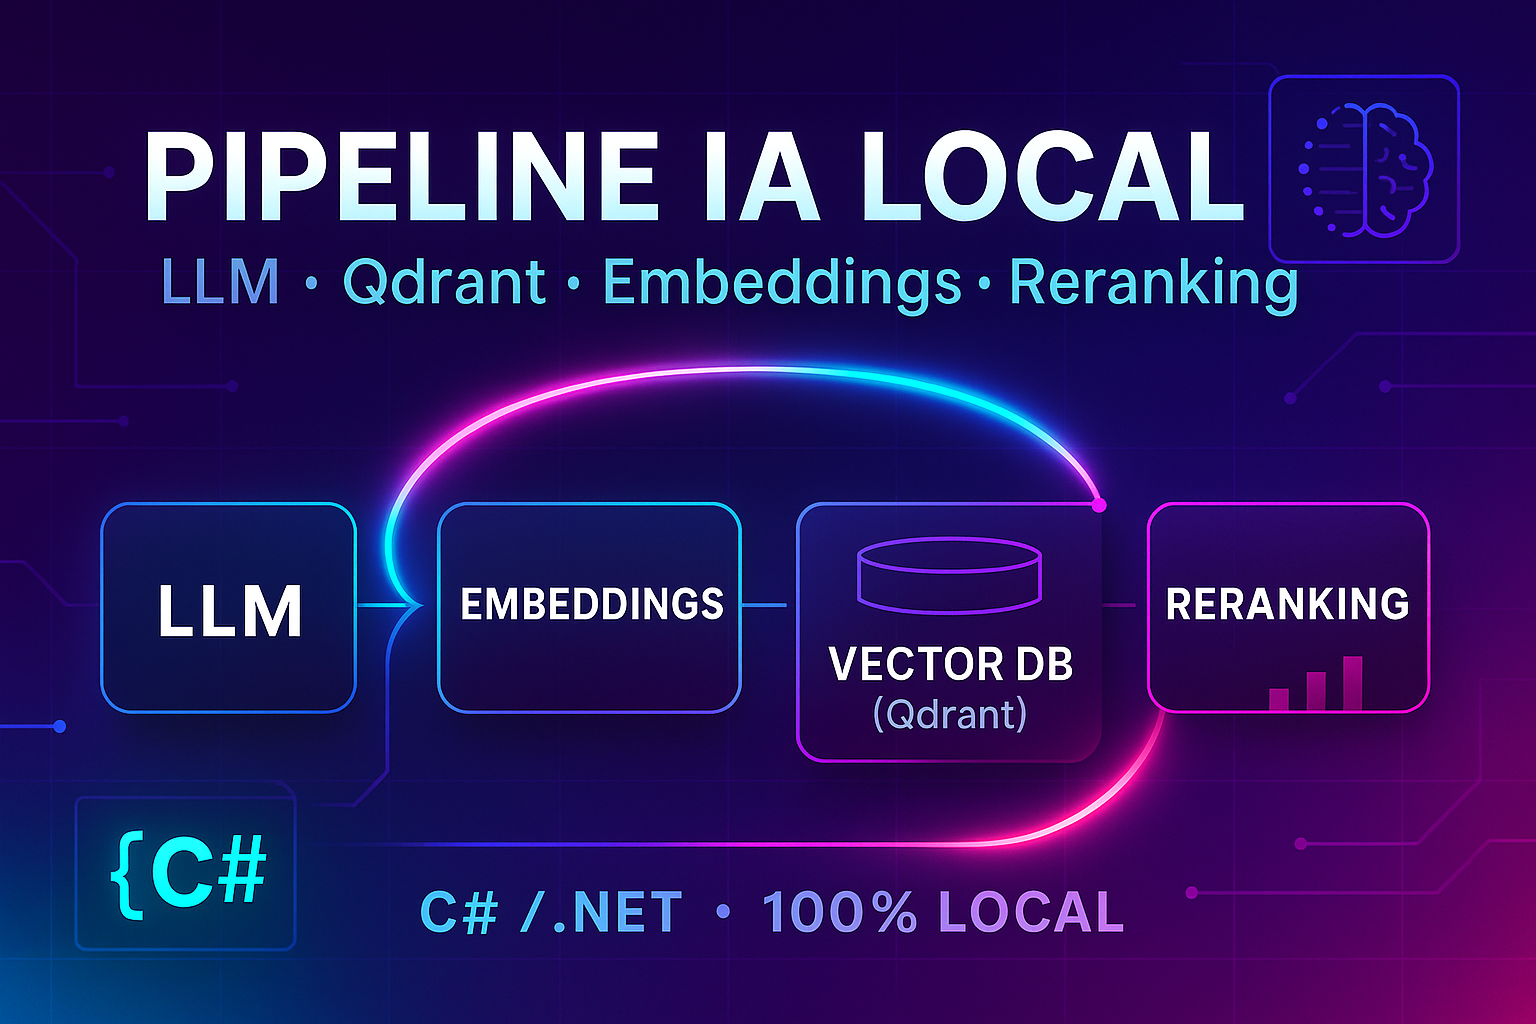 PIPELINE IA LOCAL
LLM · Qdrant · Embeddings · Reranking
LLM
EMBEDDINGS
VECTOR DB
(Qdrant)
RERANKING
{C#
C# /.NET · 100% LOCAL